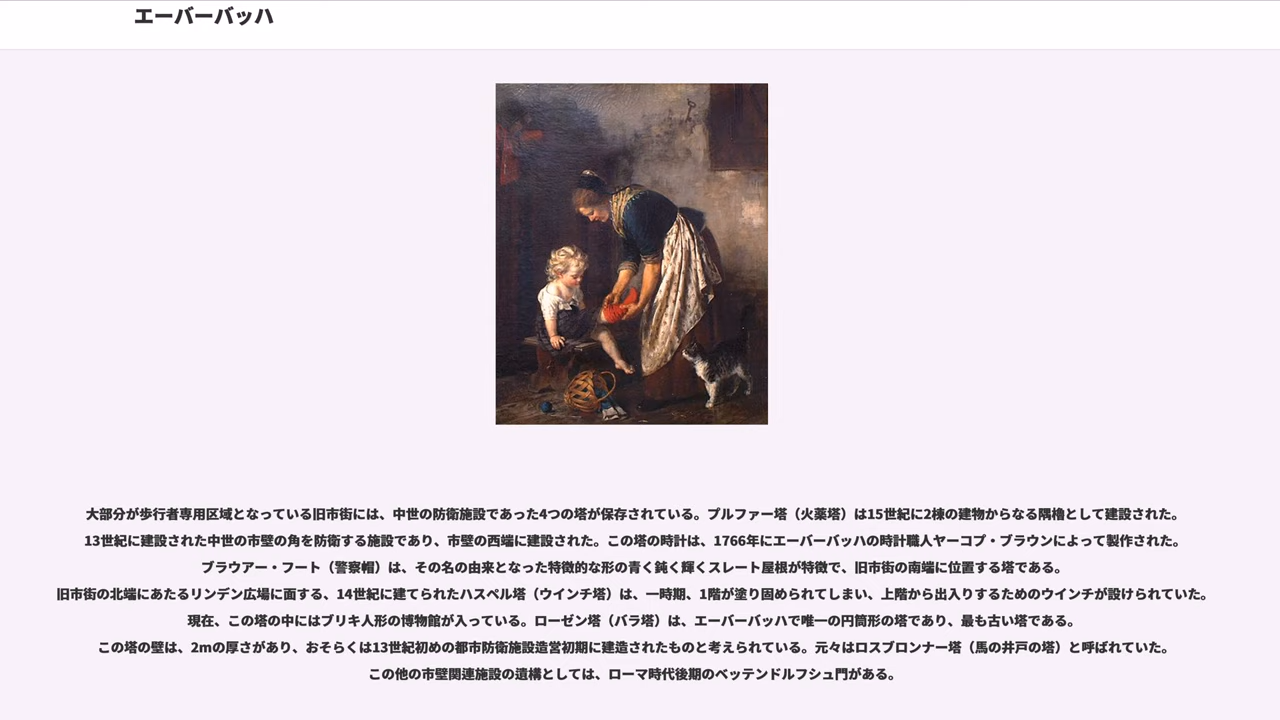 エーバーバッハ
大部分が歩行者専用区域となっている旧市街には、中世の防衛施設であった4つの塔が保存されている。プルファー塔（火薬塔）は15世紀に2棟の建物からなる隅櫓として建設された。
13世紀に建設された中世の市壁の角を防衛する施設であり、市壁の西端に建設された。この塔の時計は、1766年にエーバーバッハの時計職人ヤーコプ・ブラウンによって製作された。
ブラウアー・フート（警察帽）は、その名の由来となった特徴的な形の青く鈍く輝くスレート屋根が特徴で、旧市街の南端に位置する塔である。
旧市街の北端にあたるリンデン広場に面する、14世紀に建てられたハスペル塔（ウインチ塔）は、一時期、1階が塗り固められてしまい、上階から出入りするためのウインチが設けられていた。
現在、この塔の中にはブリキ人形の博物館が入っている。ローゼン塔（バラ塔）は、エーバーバッハで唯一の円筒形の塔であり、最も古い塔である。
この塔の壁は、2mの厚さがあり、おそらくは13世紀初めの都市防衛施設造営初期に建造されたものと考えられている。元々はロスブロンナー塔（馬の井戸の塔）と呼ばれていた。
この他の市壁関連施設の遺構としては、ローマ時代後期のベッテンドルフシュ門がある。